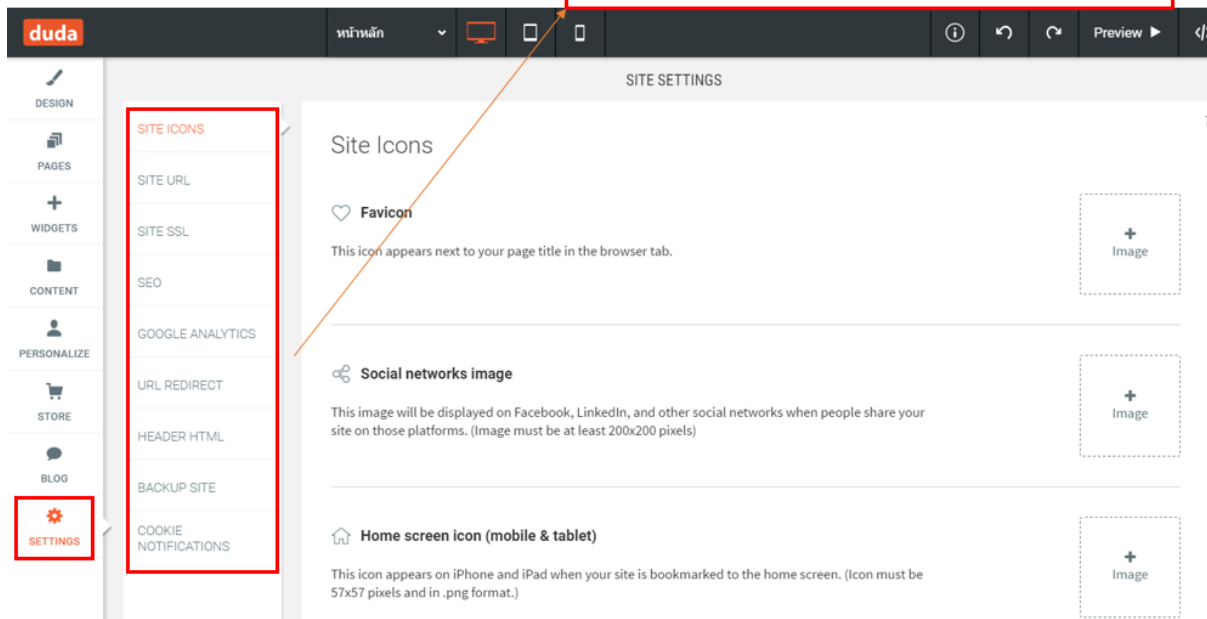 duda
หน้าหลัก
Preview
SITE SETTINGS
DESIGN
PAGES
WIDGETS
CONTENT
PERSONALIZE
STORE
BLOG
SETTINGS
SITE ICONS
SITE URL
SITE SSL
SEO
GOOGLE ANALYTICS
URL REDIRECT
HEADER HTML
BACKUP SITE
COOKIE
NOTIFICATIONS
Site Icons
Favicon
This icon appears next to your page title in the browser tab.
+
Image
Social networks image
This image will be displayed on Facebook, LinkedIn, and other social networks when people share your
site on those platforms. (Image must be at least 200x200 pixels)
+
Image
Home screen icon (mobile & tablet)
This icon appears on iPhone and iPad when your site is bookmarked to the home screen. (Icon must be
57x57 pixels and in .png format.)
+
Image